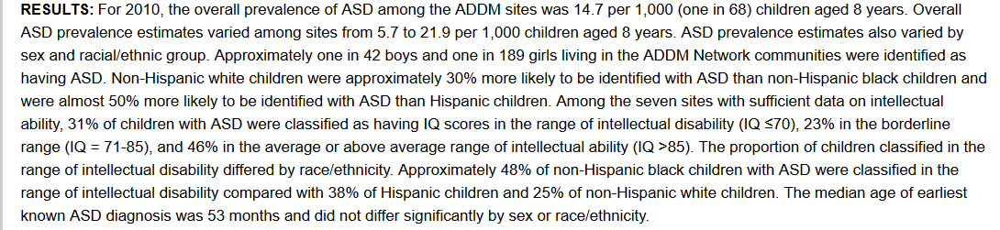 RESULTS: For 2010, the overall prevalence of ASD among the ADDM sites was 14.7 per 1,000 (one in 68) children aged 8 years. Overall
ASD prevalence estimates varied among sites from 5.7 to 21.9 per 1,000 children aged 8 years. ASD prevalence estimates also varied by
sex and racial/ethnic group. Approximately one in 42 boys and one in 189 girls living in the ADDM Network communities were identified as
having ASD. Non-Hispanic white children were approximately 30% more likely to be identified with ASD than non-Hispanic black children and
were almost 50% more likely to be identified with ASD than Hispanic children. Among the seven sites with sufficient data on intellectual
ability, 31% of children with ASD were classified as having IQ scores in the range of intellectual disability (IQ ≤70), 23% in the borderline
range (IQ = 71-85), and 46% in the average or above average range of intellectual ability (IQ >85). The proportion of children classified in the
range of intellectual disability differed by race/ethnicity. Approximately 48% of non-Hispanic black children with ASD were classified in the
range of intellectual disability compared with 38% of Hispanic children and 25% of non-Hispanic white children. The median age of earliest
known ASD diagnosis was 53 months and did not differ significantly by sex or race/ethnicity.